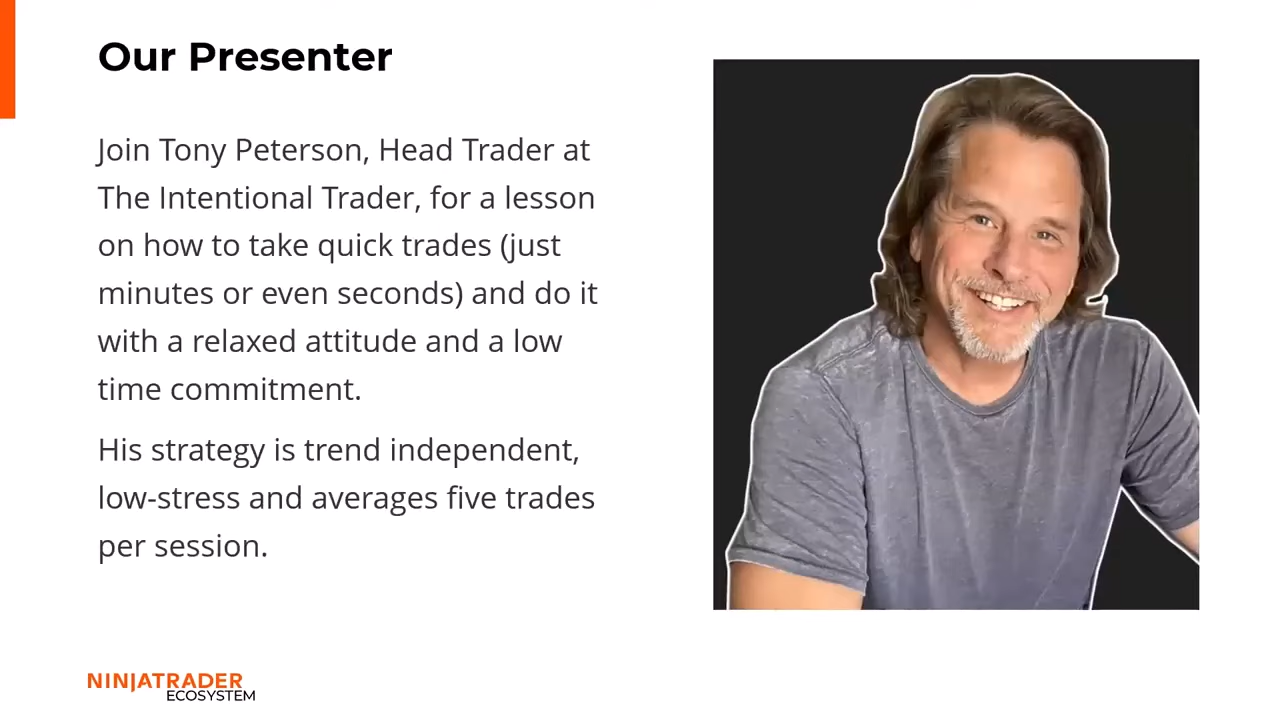 Our Presenter
Join Tony Peterson, Head Trader at
The Intentional Trader, for a lesson
on how to take quick trades (just
minutes or even seconds) and do it
with a relaxed attitude and a low
time commitment.
His strategy is trend independent,
low-stress and averages five trades
per session.
NINJATRADER
ECOSYSTEM